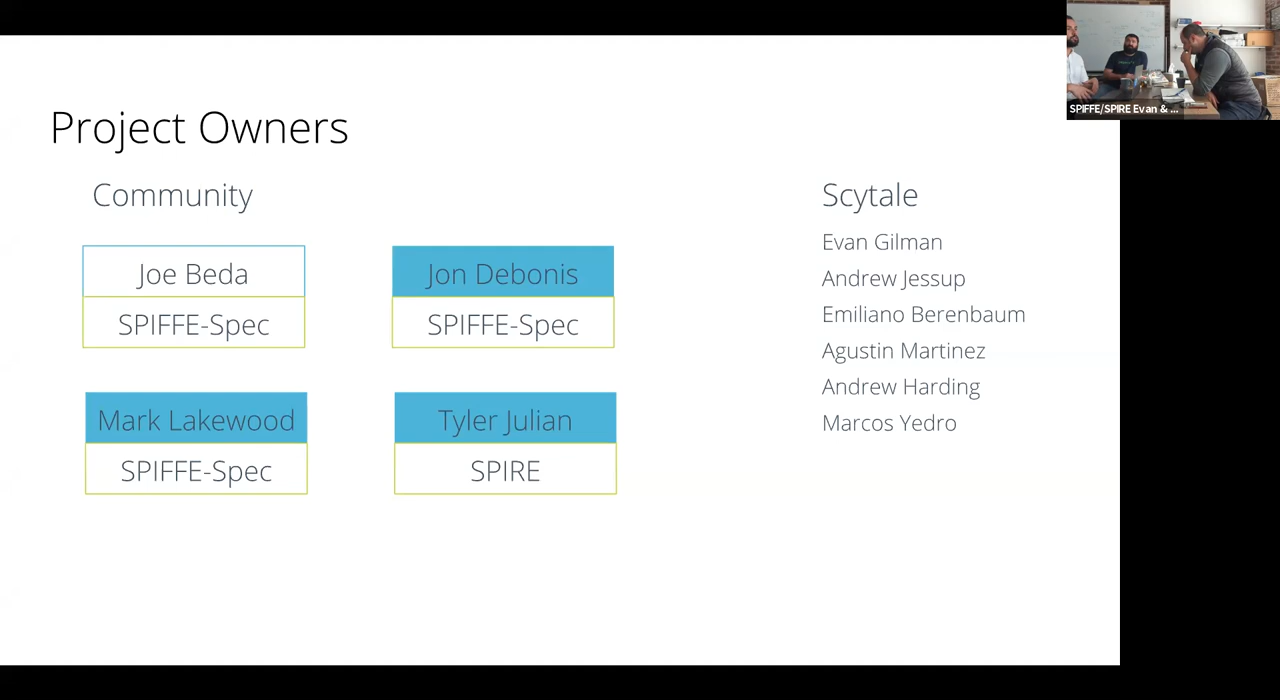 Project Owners
Community
Joe Beda
SPIFFE-Spec
Jon Debonis
SPIFFE-Spec
Mark Lakewood
SPIFFE-Spec
Tyler Julian
SPIRE
Scytale
Evan Gilman
Andrew Jessup
Emiliano Berenbaum
Agustin Martinez
Andrew Harding
Marcos Yedro
SPIFFE/SPIRE Evan & ...